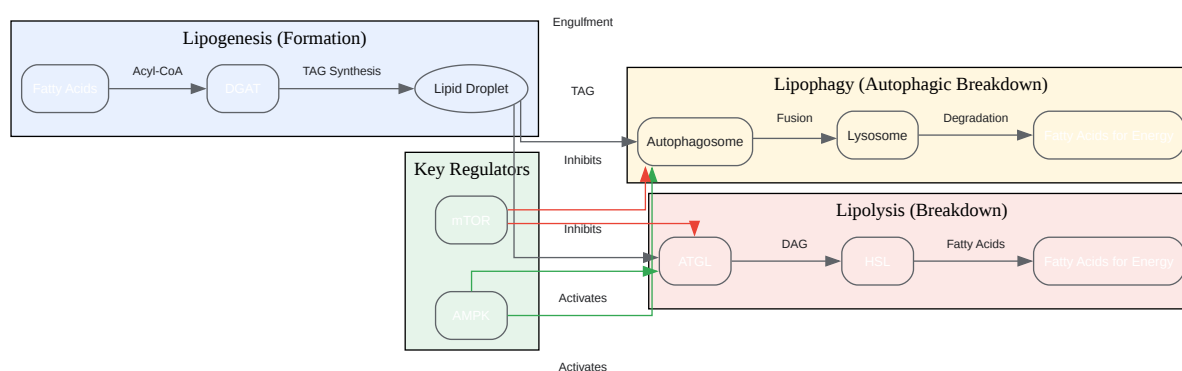 Engulfment
Lipogenesis (Formation)
Fatty Acids
Acyl-CoA
DGAT
TAG Synthesis
Lipid Droplet
TAG
Lipophagy (Autophagic Breakdown)
Autophagosome
Fusion
Lysosome
Degradation
Fatty Acids for Energy
Inhibits
Key Regulators
mTOR
Inhibits
AMPK
Activates
Activates
Lipolysis (Breakdown)
ATGL
DAG
HSL
Fatty Acids
Fatty Acids for Energy